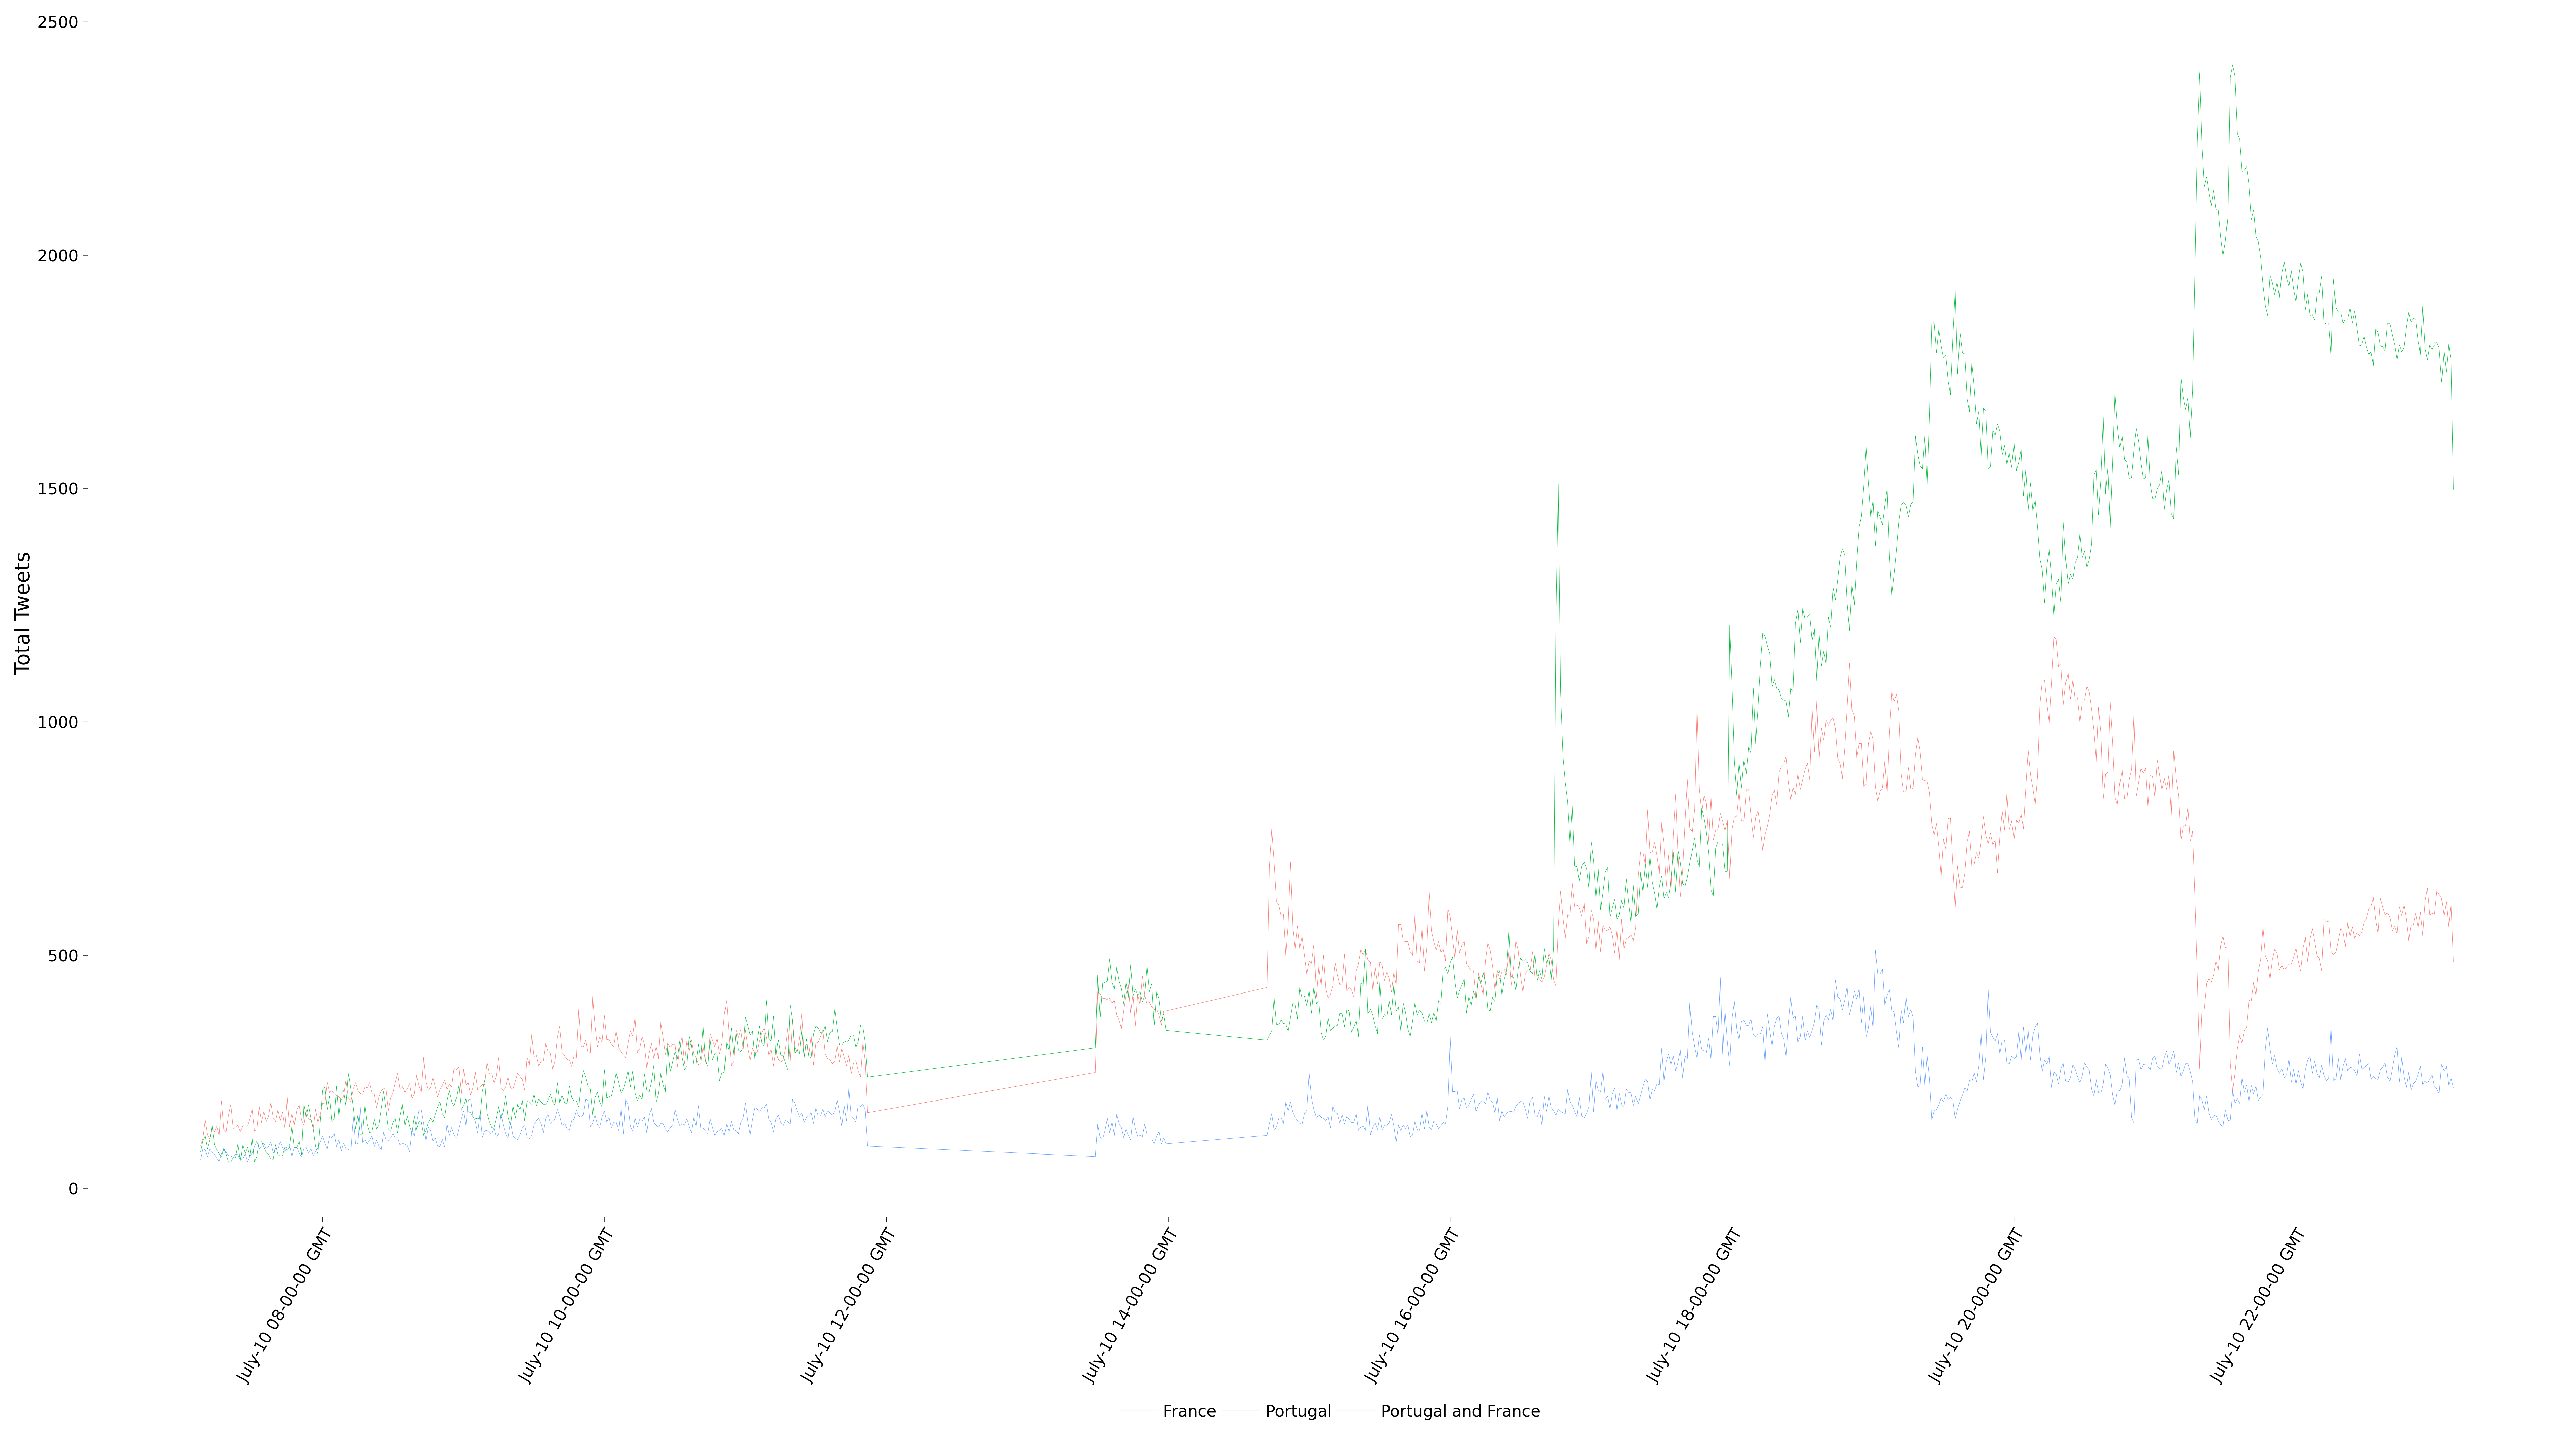 2500
2000
1500
1000
500
0
Total Tweets
July-10 08-00-00 GMT
July-10 10-00-00 GMT
July-10 12-00-00 GMT
July-10 14-00-00 GMT
July-10 16-00-00 GMT
July-10 18-00-00 GMT
July-10 20-00-00 GMT
July-10 22-00-00 GMT
France Portugal Portugal and France